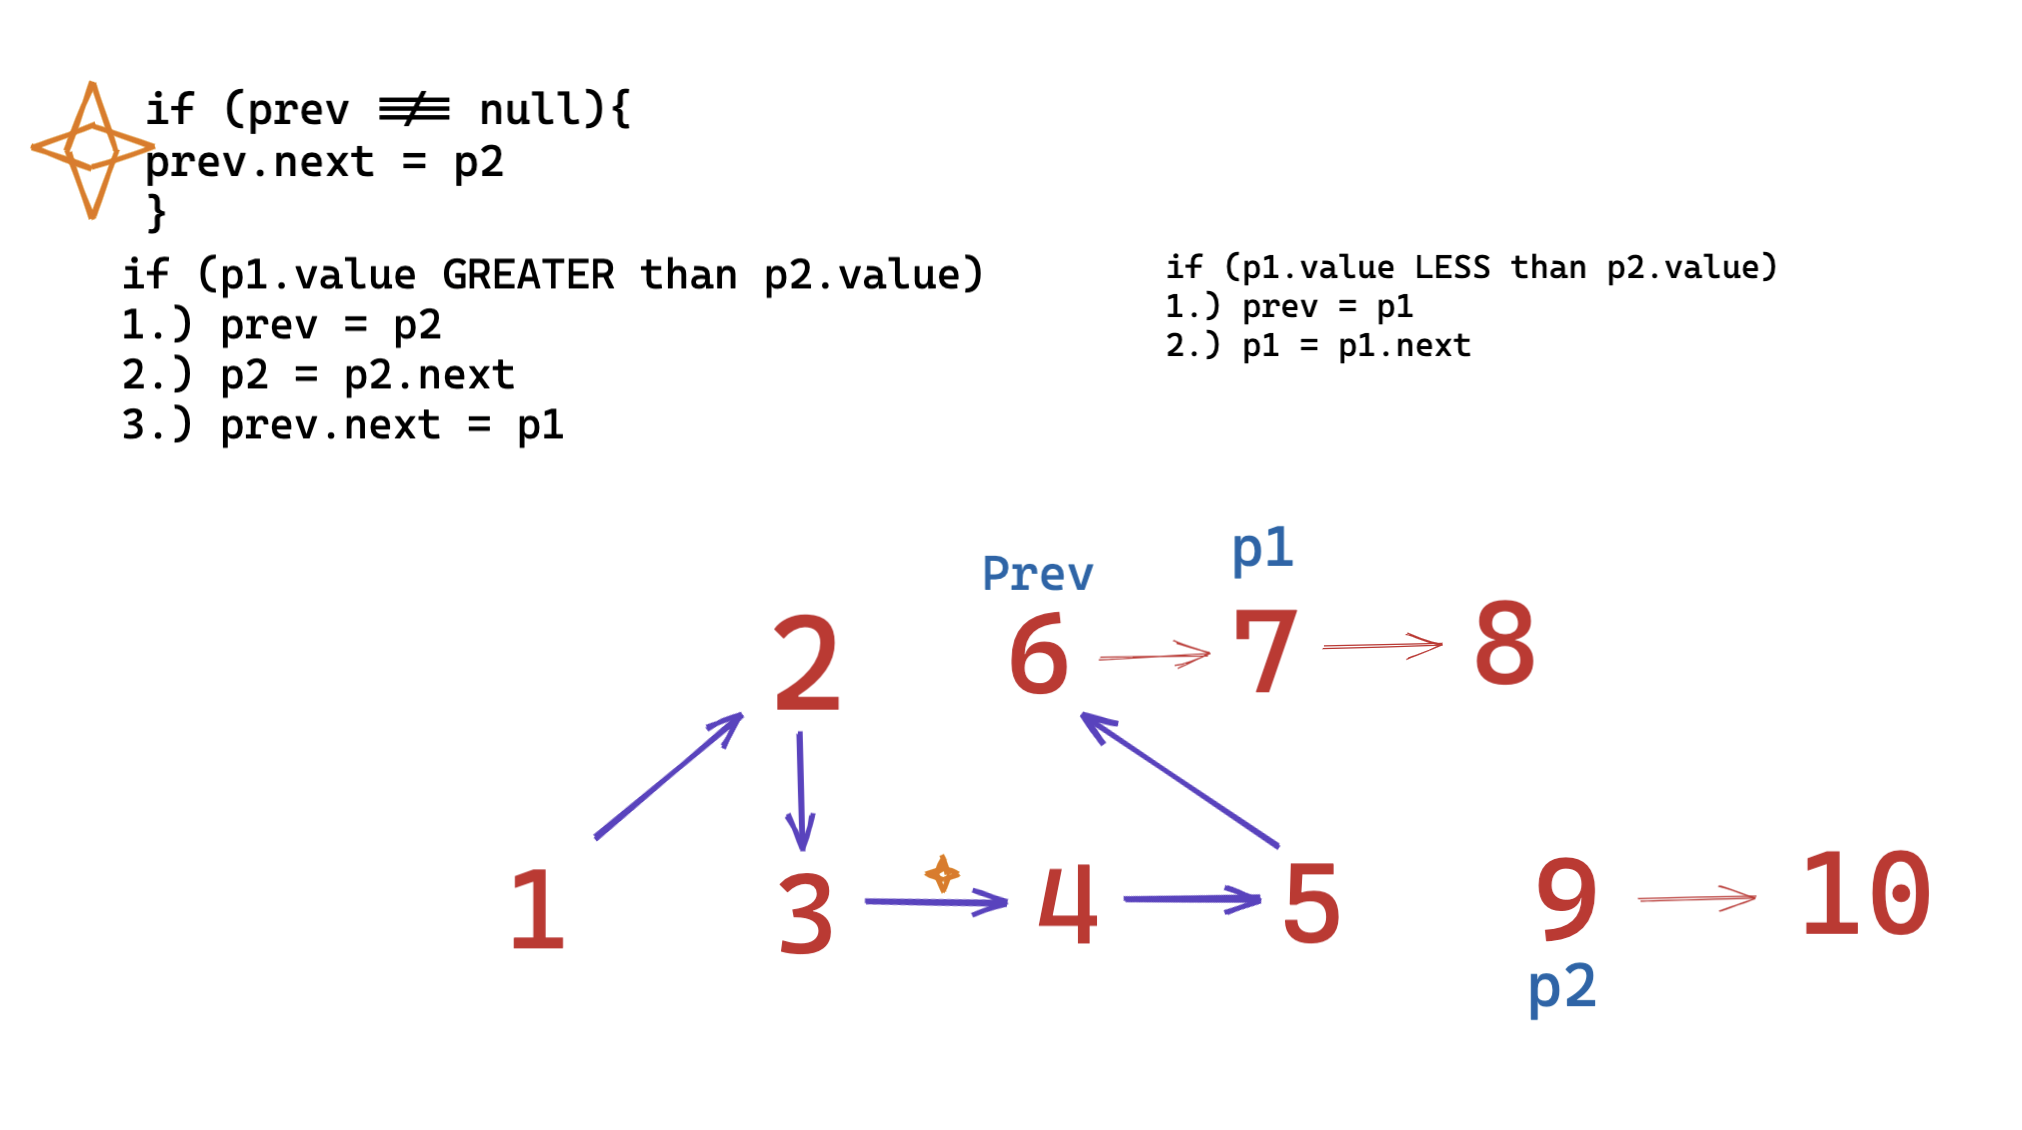 if (prev !== null){
prev.next = p2
}
if (p1.value GREATER than p2.value)
1.) prev = p2
2.) p2 = p2.next
3.) prev.next = p1
if (p1.value LESS than p2.value)
1.) prev = p1
2.) p1 = p1.next
p1
Prev
2 6 7 8
1 3 4 5 9 10
p2